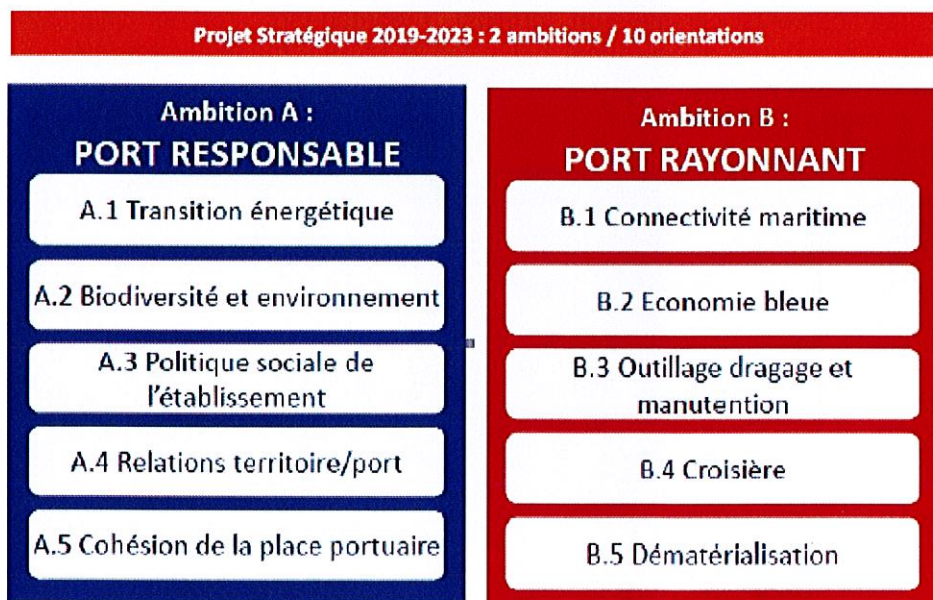 Projet Stratégique 2019-2023 : 2 ambitions / 10 orientations
Ambition A :
PORT RESPONSABLE
A.1 Transition énergétique
A.2 Biodiversité et environnement
A.3 Politique sociale de
l'établissement
A.4 Relations territoire/port
A.5 Cohésion de la place portuaire
Ambition B :
PORT RAYONNANT
B.1 Connectivité maritime
B.2 Economie bleue
B.3 Outillage dragage et
manutention
B.4 Croisière
B.5 Dématérialisation